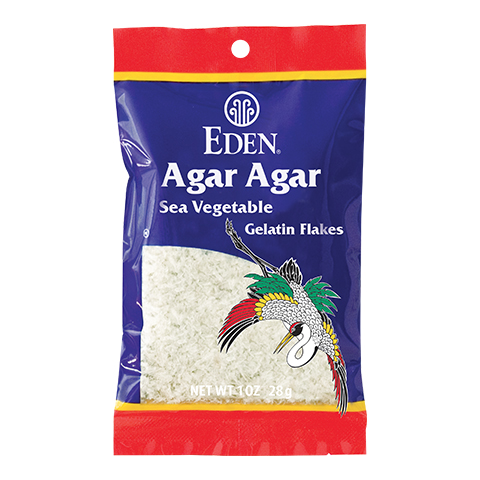 EDEN®
Agar Agar
Sea Vegetable
Gelatin Flakes
NET WT 1 OZ 28g